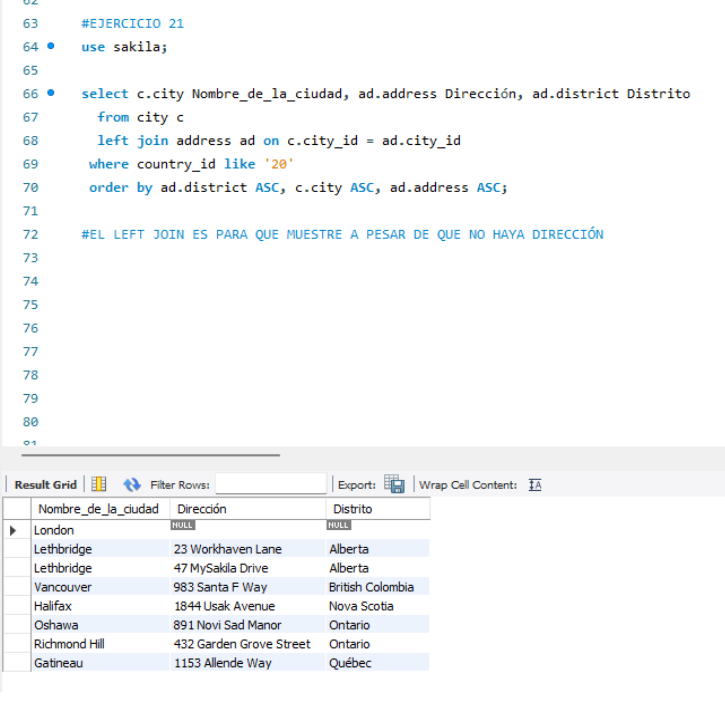 62
63 #EJERCICIO 21
64 use sakila;
65
66 select c.city Nombre_de_la_ciudad, ad.address Dirección, ad.district Distrito
67 from city c
68 left join address ad on c.city_id = ad.city_id
69 where country_id like '20'
70 order by ad.district ASC, c.city ASC, ad.address ASC;
71
72 #EL LEFT JOIN ES PARA QUE MUESTRE A PESAR DE QUE NO HAYA DIRECCIÓN
73
74
75
76
77
78
79
80
81
Result Grid Filter Rows: Export: Wrap Cell Content: IA
Nombre_de_la_ciudad Dirección Distrito
London NULL NULL
Lethbridge 23 Workhaven Lane Alberta
Lethbridge 47 MySakila Drive Alberta
Vancouver 983 Santa F Way British Colombia
Halifax 1844 Usak Avenue Nova Scotia
Oshawa 891 Novi Sad Manor Ontario
Richmond Hill 432 Garden Grove Street Ontario
Gatineau 1153 Allende Way Québec